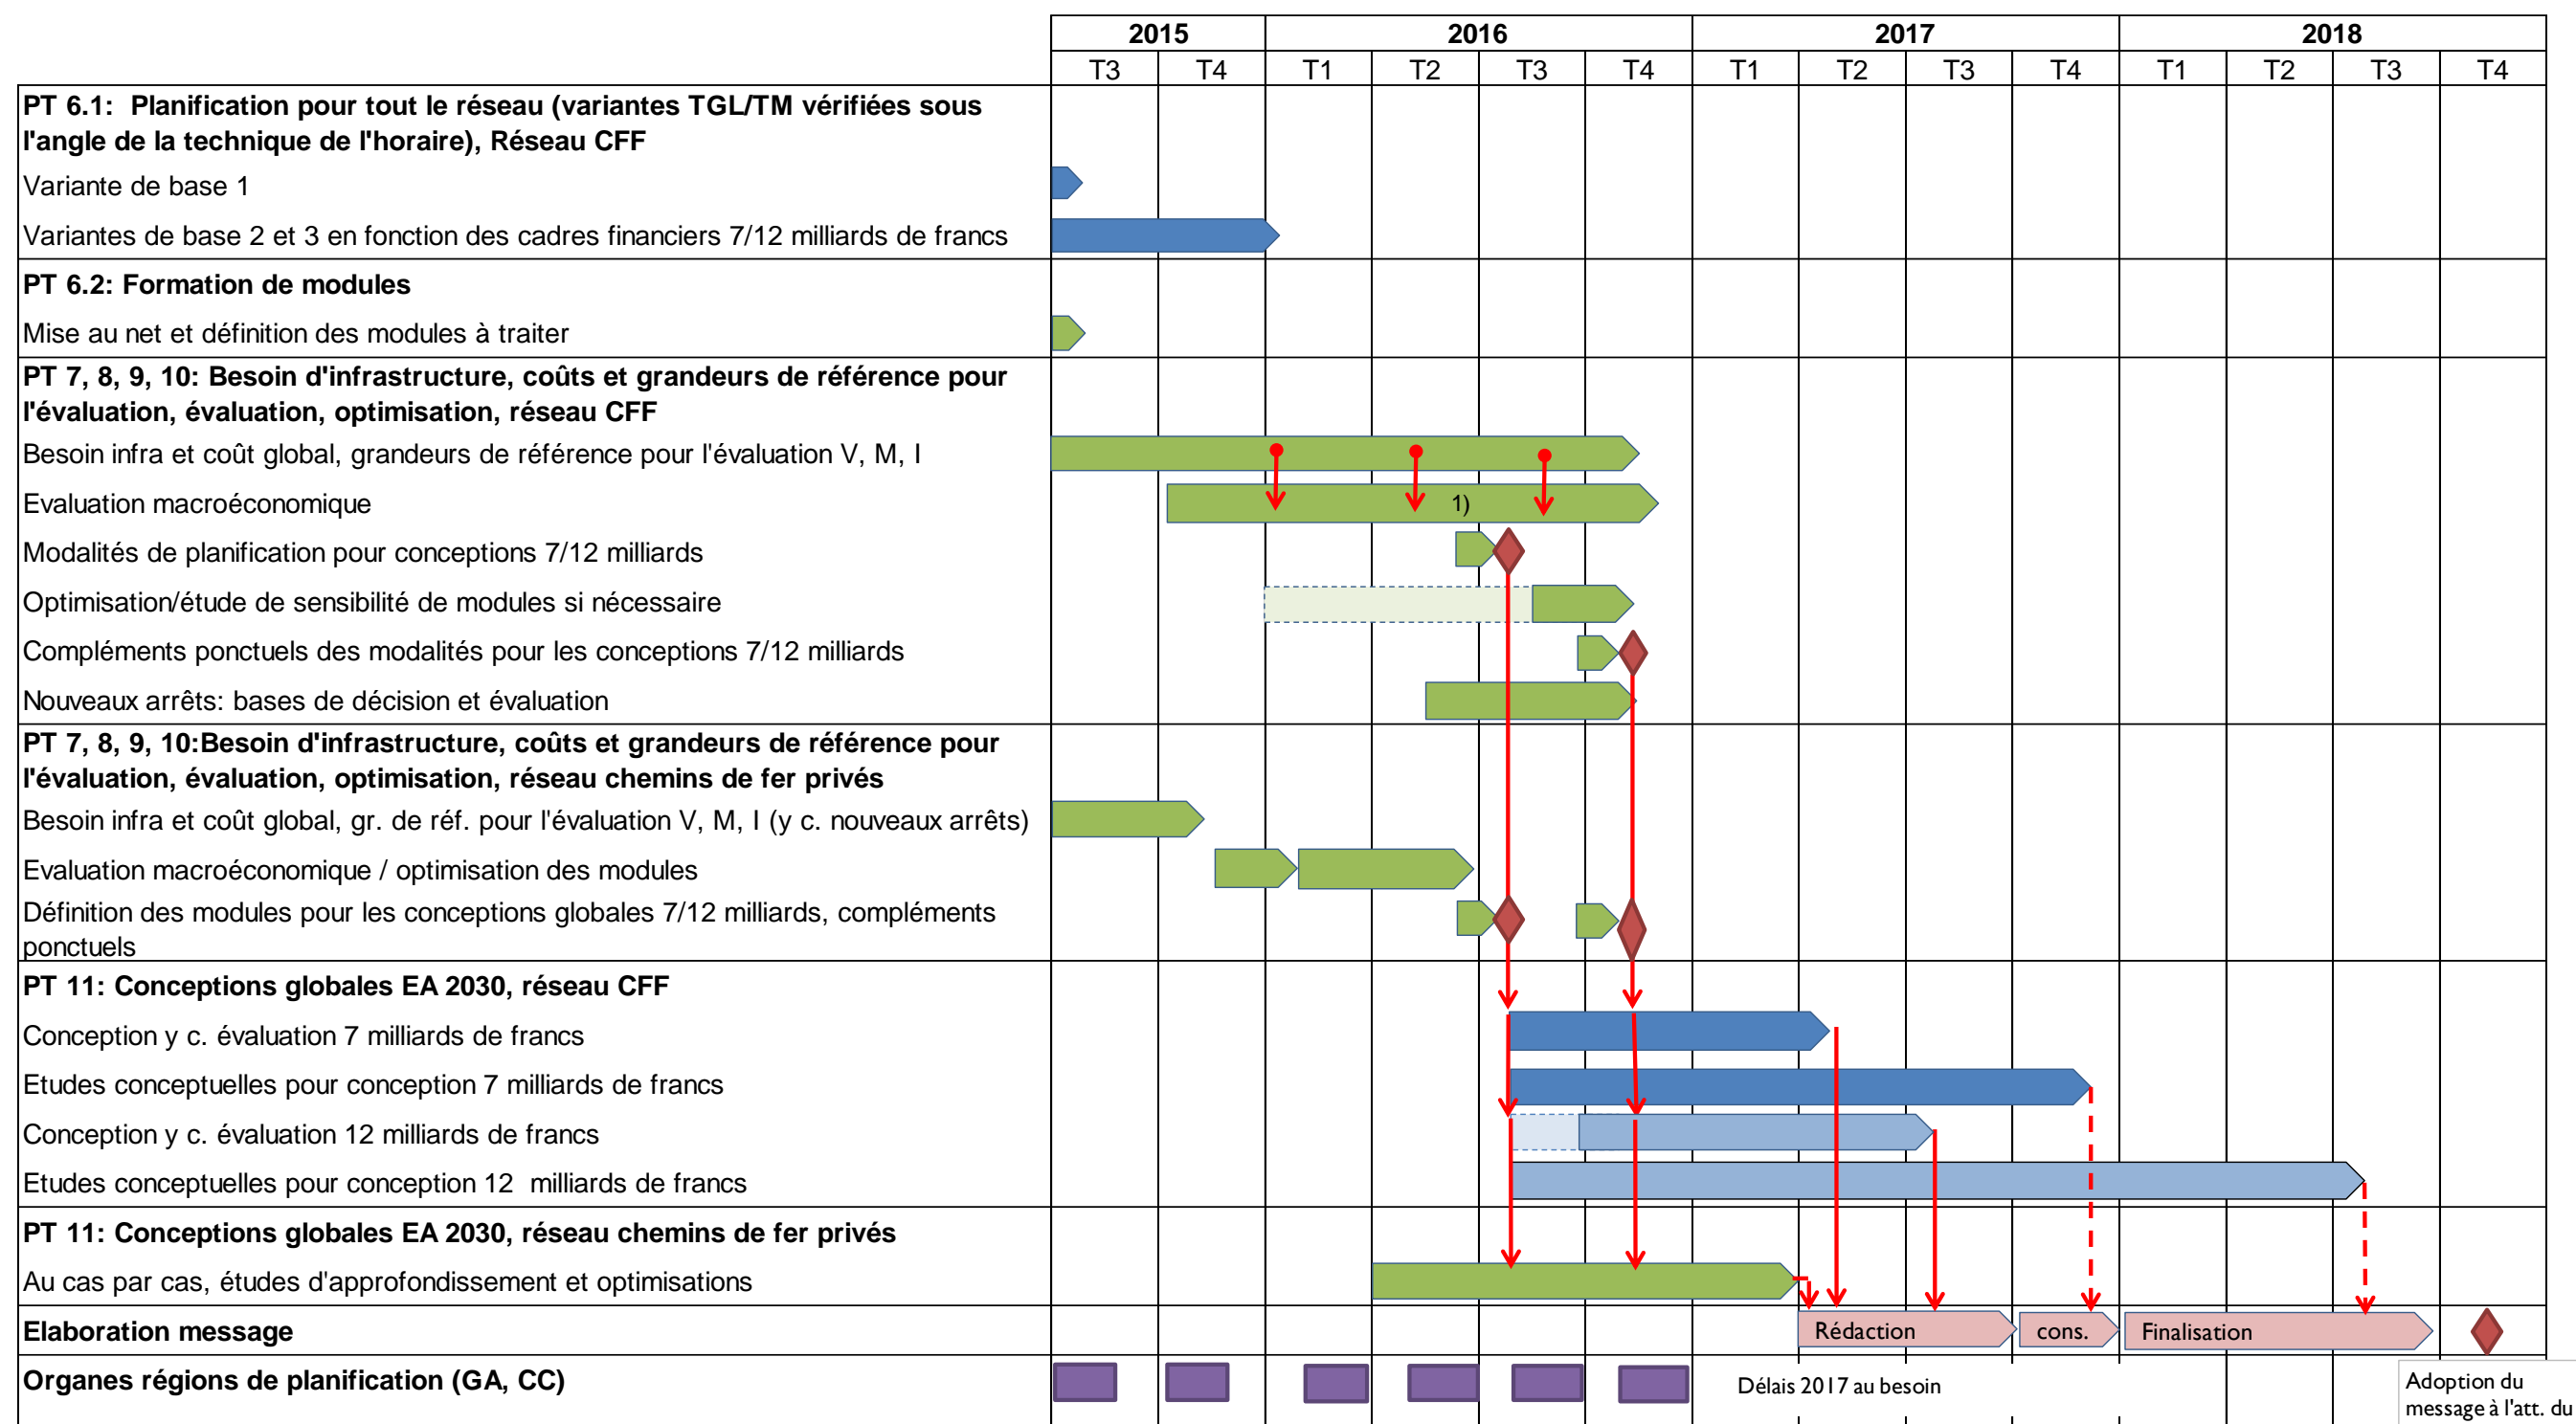 2015 2016 2017 2018
T3 T4 T1 T2 T3 T4 T1 T2 T3 T4 T1 T2 T3 T4
PT 6.1:  Planification pour tout le réseau (variantes TGL/TM vérifiées sous
l'angle de la technique de l'horaire), Réseau CFF
Variante de base 1
Variantes de base 2 et 3 en fonction des cadres financiers 7/12 milliards de francs
PT 6.2: Formation de modules
Mise au net et définition des modules à traiter
PT 7, 8, 9, 10: Besoin d'infrastructure, coûts et grandeurs de référence pour
l'évaluation, évaluation, optimisation, réseau CFF
Besoin infra et coût global, grandeurs de référence pour l'évaluation V, M, I
Evaluation macroéconomique 1)
Modalités de planification pour conceptions 7/12 milliards
Optimisation/étude de sensibilité de modules si nécessaire
Compléments ponctuels des modalités pour les conceptions 7/12 milliards
Nouveaux arrêts: bases de décision et évaluation
PT 7, 8, 9, 10:Besoin d'infrastructure, coûts et grandeurs de référence pour
l'évaluation, évaluation, optimisation, réseau chemins de fer privés
Besoin infra et coût global, gr. de réf. pour l'évaluation V, M, I (y c. nouveaux arrêts)
Evaluation macroéconomique / optimisation des modules
Définition des modules pour les conceptions globales 7/12 milliards, compléments
ponctuels
PT 11: Conceptions globales EA 2030, réseau CFF
Conception y c. évaluation 7 milliards de francs
Etudes conceptuelles pour conception 7 milliards de francs
Conception y c. évaluation 12 milliards de francs
Etudes conceptuelles pour conception 12  milliards de francs
PT 11: Conceptions globales EA 2030, réseau chemins de fer privés
Au cas par cas, études d'approfondissement et optimisations
Elaboration message Rédaction cons. Finalisation
Organes régions de planification (GA, CC) Délais 2017 au besoin
Adoption du
message à l'att. du